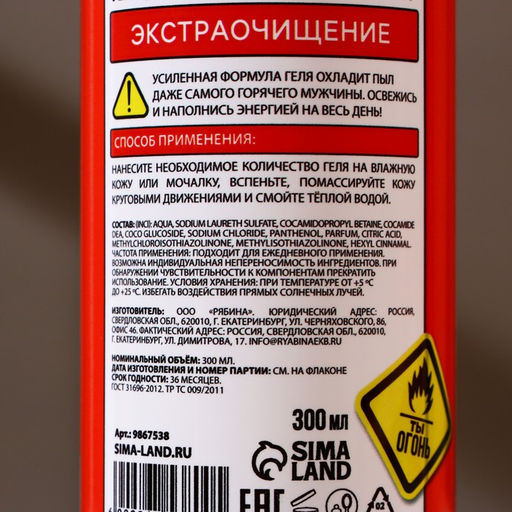 ЭКСТРАОЧИЩЕНИЕ
УСИЛЕННАЯ ФОРМУЛА ГЕЛЯ ОХЛАДИТ ПЫЛ
ДАЖЕ САМОГО ГОРЯЧЕГО МУЖЧИНЫ. ОСВЕЖИСЬ
И НАПОЛНИСЬ ЭНЕРГИЕЙ НА ВЕСЬ ДЕНЬ!
СПОСОБ ПРИМЕНЕНИЯ:
НАНЕСИТЕ НЕОБХОДИМОЕ КОЛИЧЕСТВО ГЕЛЯ НА ВЛАЖНУЮ
КОЖУ ИЛИ МОЧАЛКУ, ВСПЕНЬТЕ, ПОМАССИРУЙТЕ КОЖУ
КРУГОВЫМИ ДВИЖЕНИЯМИ И СМОЙТЕ ТЁПЛОЙ ВОДОЙ.
СОСТАВ: (INCI): AQUA, SODIUM LAURETH SULFATE, COCAMIDOPROPYL BETAINE, COCAMIDE
DEA, COCO GLUCOSIDE, SODIUM CHLORIDE, PANTHENOL, PARFUM, CITRIC ACID,
METHYLCHLOROISOTHIAZOLINONE, METHYLISOTHIAZOLINONE, HEXYL CINNAMAL.
ЧАСТОТА ПРИМЕНЕНИЯ: ПОДХОДИТ ДЛЯ ЕЖЕДНЕВНОГО ПРИМЕНЕНИЯ.
ВОЗМОЖНА ИНДИВИДУАЛЬНАЯ НЕПЕРЕНОСИМОСТЬ ИНГРЕДИЕНТОВ. ПРИ
ОБНАРУЖЕНИИ ЧУВСТВИТЕЛЬНОСТИ К КОМПОНЕНТАМ ПРЕКРАТИТЬ
ИСПОЛЬЗОВАНИЕ. УСЛОВИЯ ХРАНЕНИЯ: ПРИ ТЕМПЕРАТУРЕ ОТ +5 °С
ДО +25 °С. ИЗБЕГАТЬ ВОЗДЕЙСТВИЯ ПРЯМЫХ СОЛНЕЧНЫХ ЛУЧЕЙ.
ИЗГОТОВИТЕЛЬ: ООО «РЯБИНА». ЮРИДИЧЕСКИЙ АДРЕС: РОССИЯ,
СВЕРДЛОВСКАЯ ОБЛ., 620010, Г. ЕКАТЕРИНБУРГ, УЛ. ЧЕРНЯХОВСКОГО, 86,
ОФИС 46. ФАКТИЧЕСКИЙ АДРЕС: РОССИЯ, СВЕРДЛОВСКАЯ ОБЛ., 620010,
Г. ЕКАТЕРИНБУРГ, УЛ. ДИМИТРОВА, 17. INFO@RYABINAEKB.RU
НОМИНАЛЬНЫЙ ОБЪЁМ: 300 МЛ.
ДАТА ИЗГОТОВЛЕНИЯ И НОМЕР ПАРТИИ: СМ. НА ФЛАКОНЕ
СРОК ГОДНОСТИ: 36 МЕСЯЦЕВ.
ГОСТ 31696-2012. ТР ТС 009/2011
300 МЛ
ТЫ
ОГОНЬ
Арт.: 9867538
SIMA-LAND.RU
SIMA
LAND
EAC
02